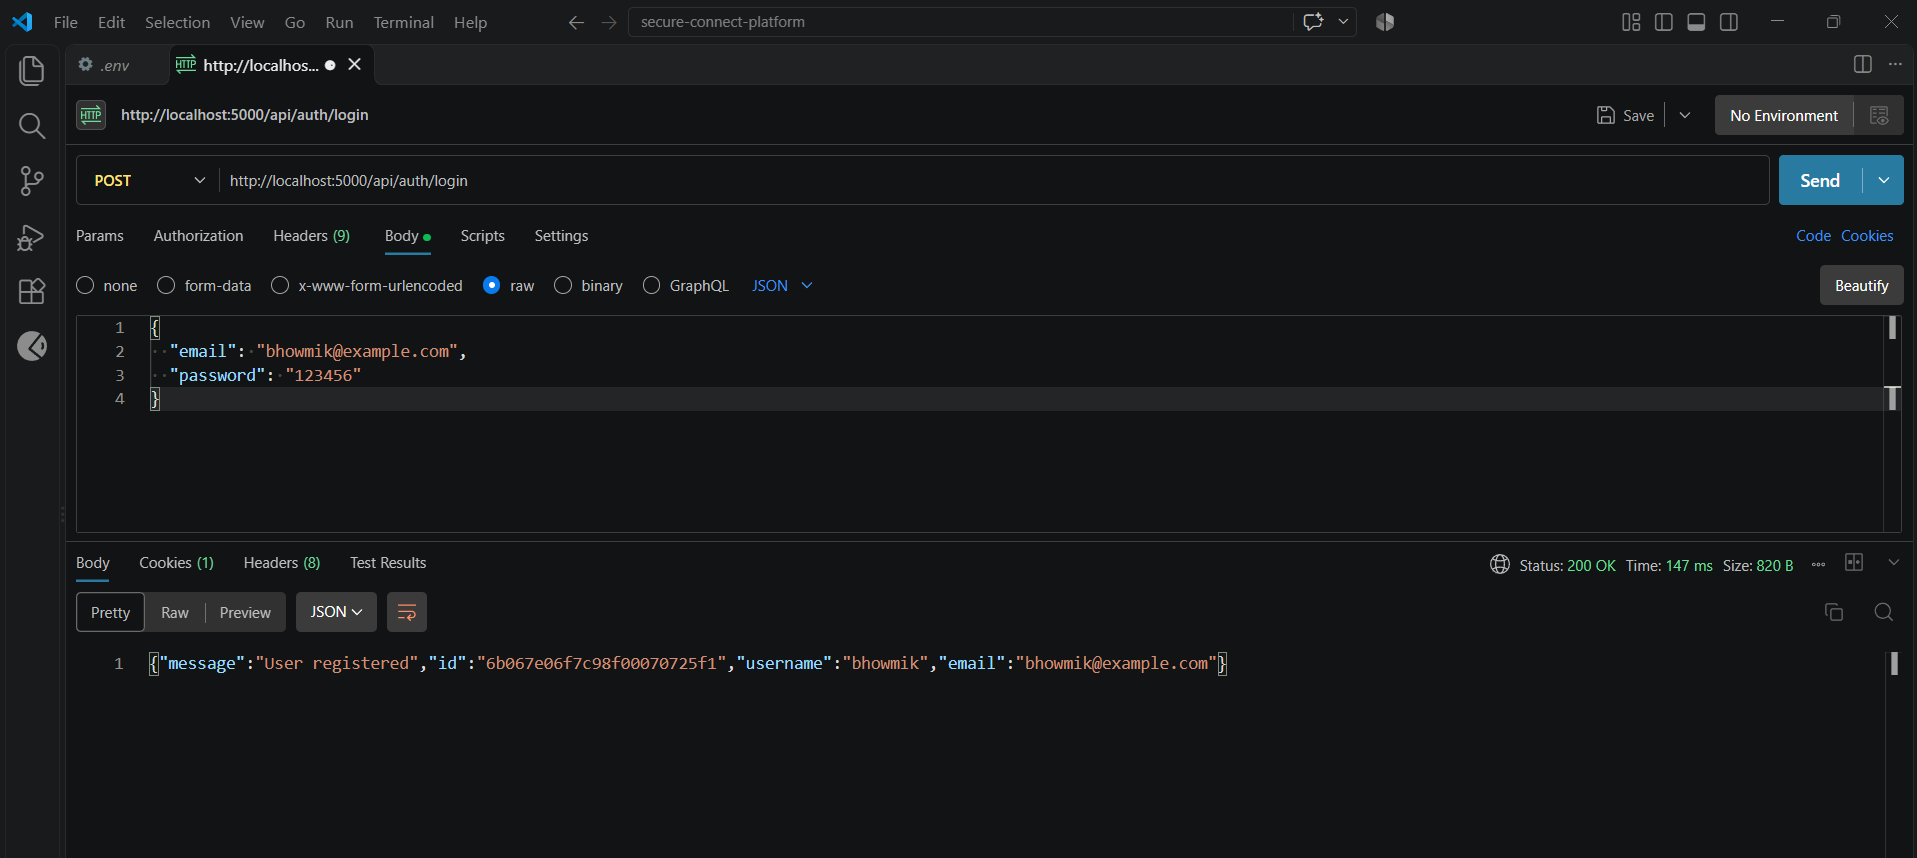 File Edit Selection View Go Run Terminal Help secure-connect-platform
.env HTTP http://localhos...
HTTP http://localhost:5000/api/auth/login Save No Environment
POST http://localhost:5000/api/auth/login Send
Params Authorization Headers (9) Body Scripts Settings Code Cookies
none form-data x-www-form-urlencoded raw binary GraphQL JSON Beautify
1 {
2 "email": "bhowmik@example.com",
3 "password": "123456"
4 }
Body Cookies (1) Headers (8) Test Results Status: 200 OK Time: 147 ms Size: 820 B
Pretty Raw Preview JSON
1 {"message":"User registered","id":"6b067e06f7c98f00070725f1","username":"bhowmik","email":"bhowmik@example.com"}